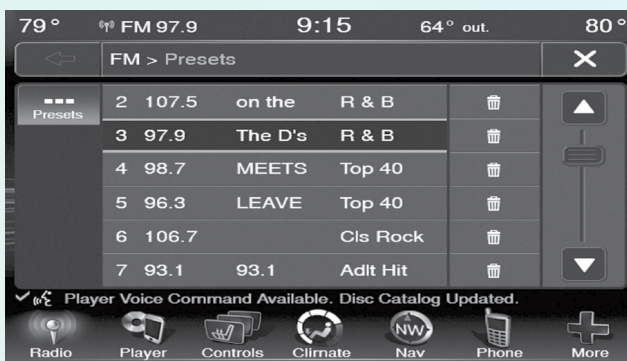 79° FM 97.9 9:15 64° out. 80°
FM > Presets
Presets
2 107.5 on the R & B
3 97.9 The D's R & B
4 98.7 MEETS Top 40
5 96.3 LEAVE Top 40
6 106.7 Cls Rock
7 93.1 93.1 Adlt Hit
Player Voice Command Available. Disc Catalog Updated.
Radio Player Controls Climate NAV Nav Phone More